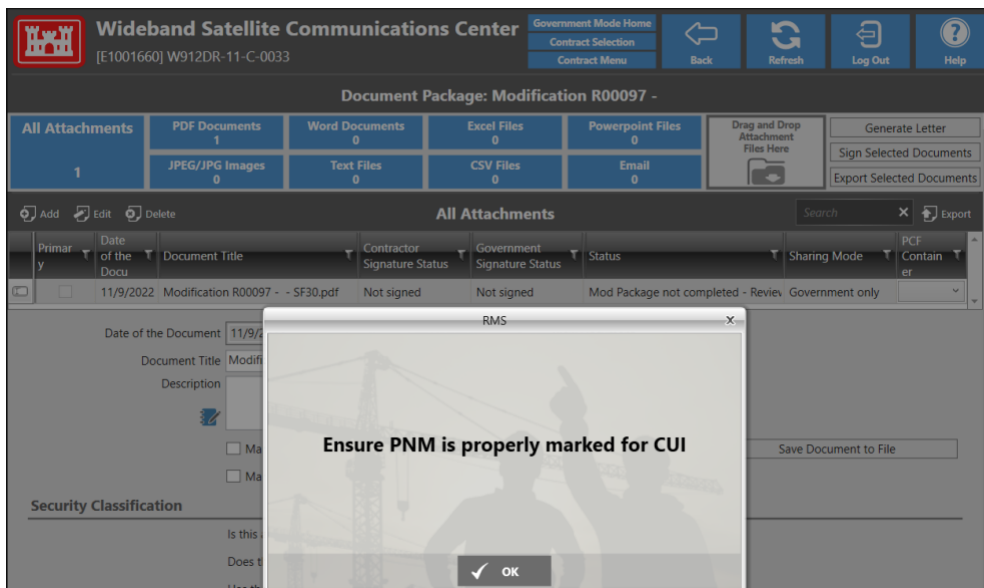 Wideband Satellite Communications Center
[E1001660] W912DR-11-C-0033
Government Mode Home
Contract Selection
Contract Menu
Back
Refresh
Log Out
Help
Document Package: Modification R00097 -
All Attachments
1
PDF Documents
1
Word Documents
0
Excel Files
0
Powerpoint Files
0
JPEG/JPG Images
0
Text Files
0
CSV Files
0
Email
0
Drag and Drop
Attachment
Files Here
Generate Letter
Sign Selected Documents
Export Selected Documents
Add Edit Delete
All Attachments
Search
Export
Primar
y
Date
of the
Docu
Document Title
Contractor
Signature Status
Government
Signature Status
Status
Sharing Mode
PCF
Contain
er
11/9/2022 Modification R00097 - - SF30.pdf Not signed Not signed Mod Package not completed - Review Government only
Date of the Document 11/9/2
Document Title Modifi
Description
Ma
Ma
Save Document to File
Security Classification
Is this
Does t
RMS
Ensure PNM is properly marked for CUI
OK